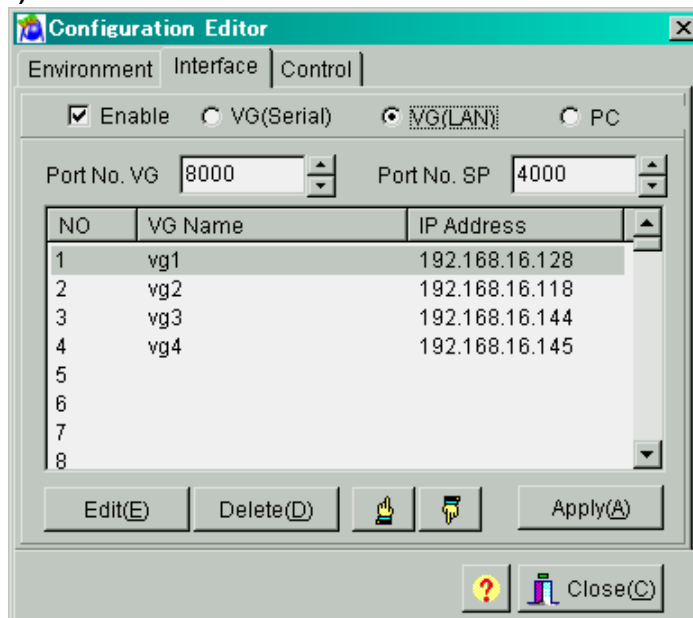 Configuration Editor
Environment Interface Control
Enable VG(Serial) VG(LAN) PC
Port No. VG 8000 Port No. SP 4000
NO VG Name IP Address
1 vg1 192.168.16.128
2 vg2 192.168.16.118
3 vg3 192.168.16.144
4 vg4 192.168.16.145
5
6
7
8
Edit(E) Delete(D) Apply(A)
? Close(C)